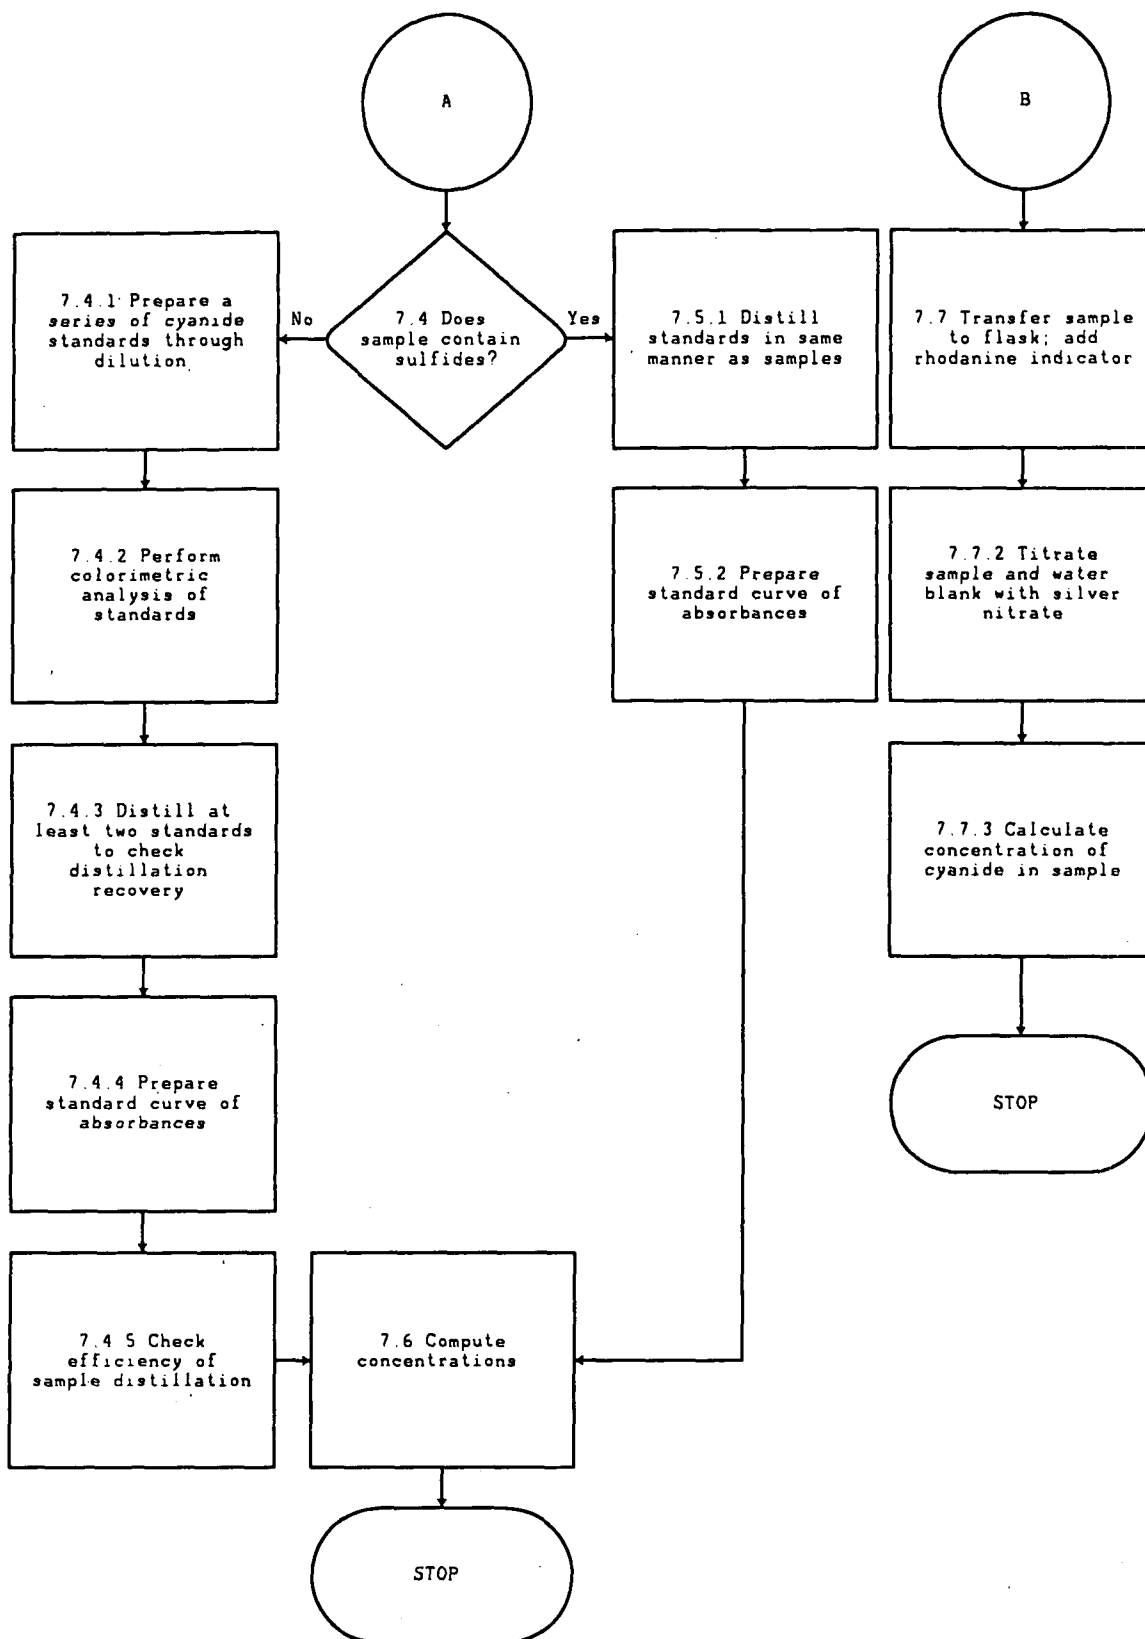 A
B
7.4.1 Prepare a
series of cyanide
standards through
dilution
No
7.4 Does
sample contain
sulfides?
Yes
7.5.1 Distill
standards in same
manner as samples
7.7 Transfer sample
to flask; add
rhodanine indicator
7.4.2 Perform
colorimetric
analysis of
standards
7.5.2 Prepare
standard curve of
absorbances
7.7.2 Titrate
sample and water
blank with silver
nitrate
7.4.3 Distill at
least two standards
to check
distillation
recovery
7.7.3 Calculate
concentration of
cyanide in sample
7.4.4 Prepare
standard curve of
absorbances
STOP
7.4 5 Check
efficiency of
sample distillation
7.6 Compute
concentrations
STOP